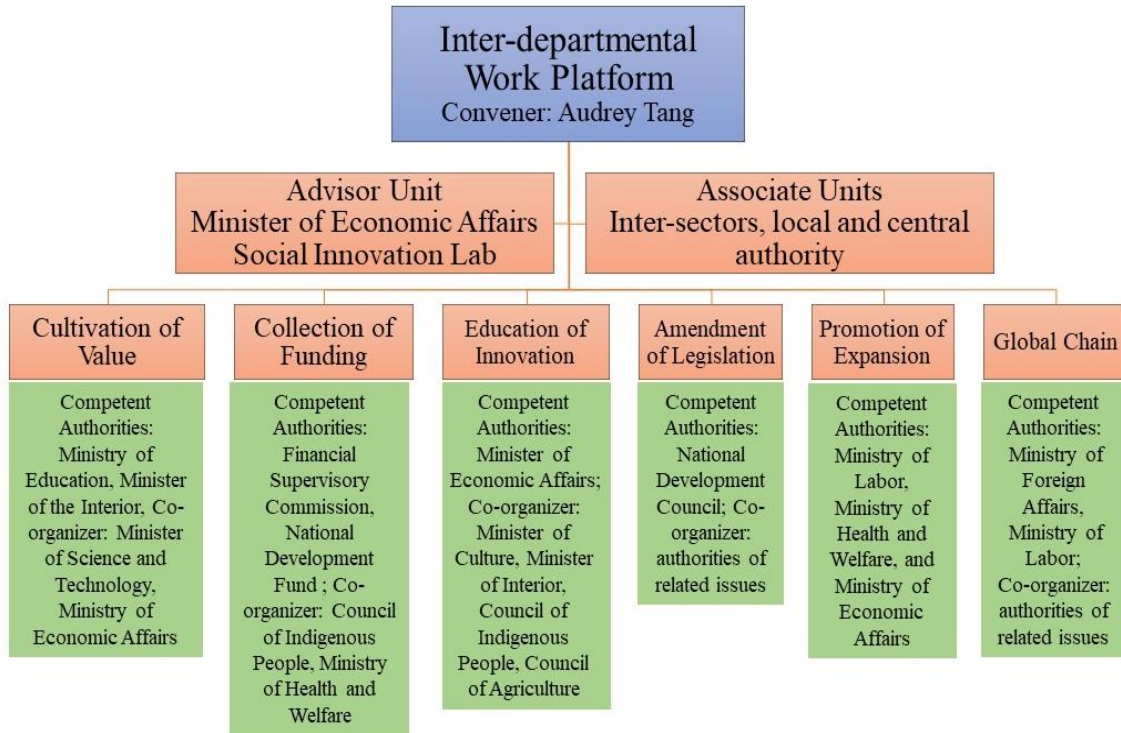 Inter-departmental
Work Platform
Convener: Audrey Tang
Advisor Unit
Minister of Economic Affairs
Social Innovation Lab
Associate Units
Inter-sectors, local and central
authority
Cultivation of
Value
Competent
Authorities:
Ministry of
Education, Minister
of the Interior, Co-
organizer: Minister
of Science and
Technology,
Ministry of
Economic Affairs
Collection of
Funding
Competent
Authorities:
Financial
Supervisory
Commission,
National
Development
Fund ; Co-
organizer: Council
of Indigenous
People, Ministry
of Health and
Welfare
Education of
Innovation
Competent
Authorities:
Minister of
Economic Affairs;
Co-organizer:
Minister of
Culture, Minister
of Interior,
Council of
Indigenous
People, Council
of Agriculture
Amendment
of Legislation
Competent
Authorities:
National
Development
Council; Co-
organizer:
authorities of
related issues
Promotion of
Expansion
Competent
Authorities:
Ministry of
Labor,
Ministry of
Health and
Welfare, and
Ministry of
Economic
Affairs
Global Chain
Competent
Authorities:
Ministry of
Foreign
Affairs,
Ministry of
Labor;
Co-organizer:
authorities of
related issues